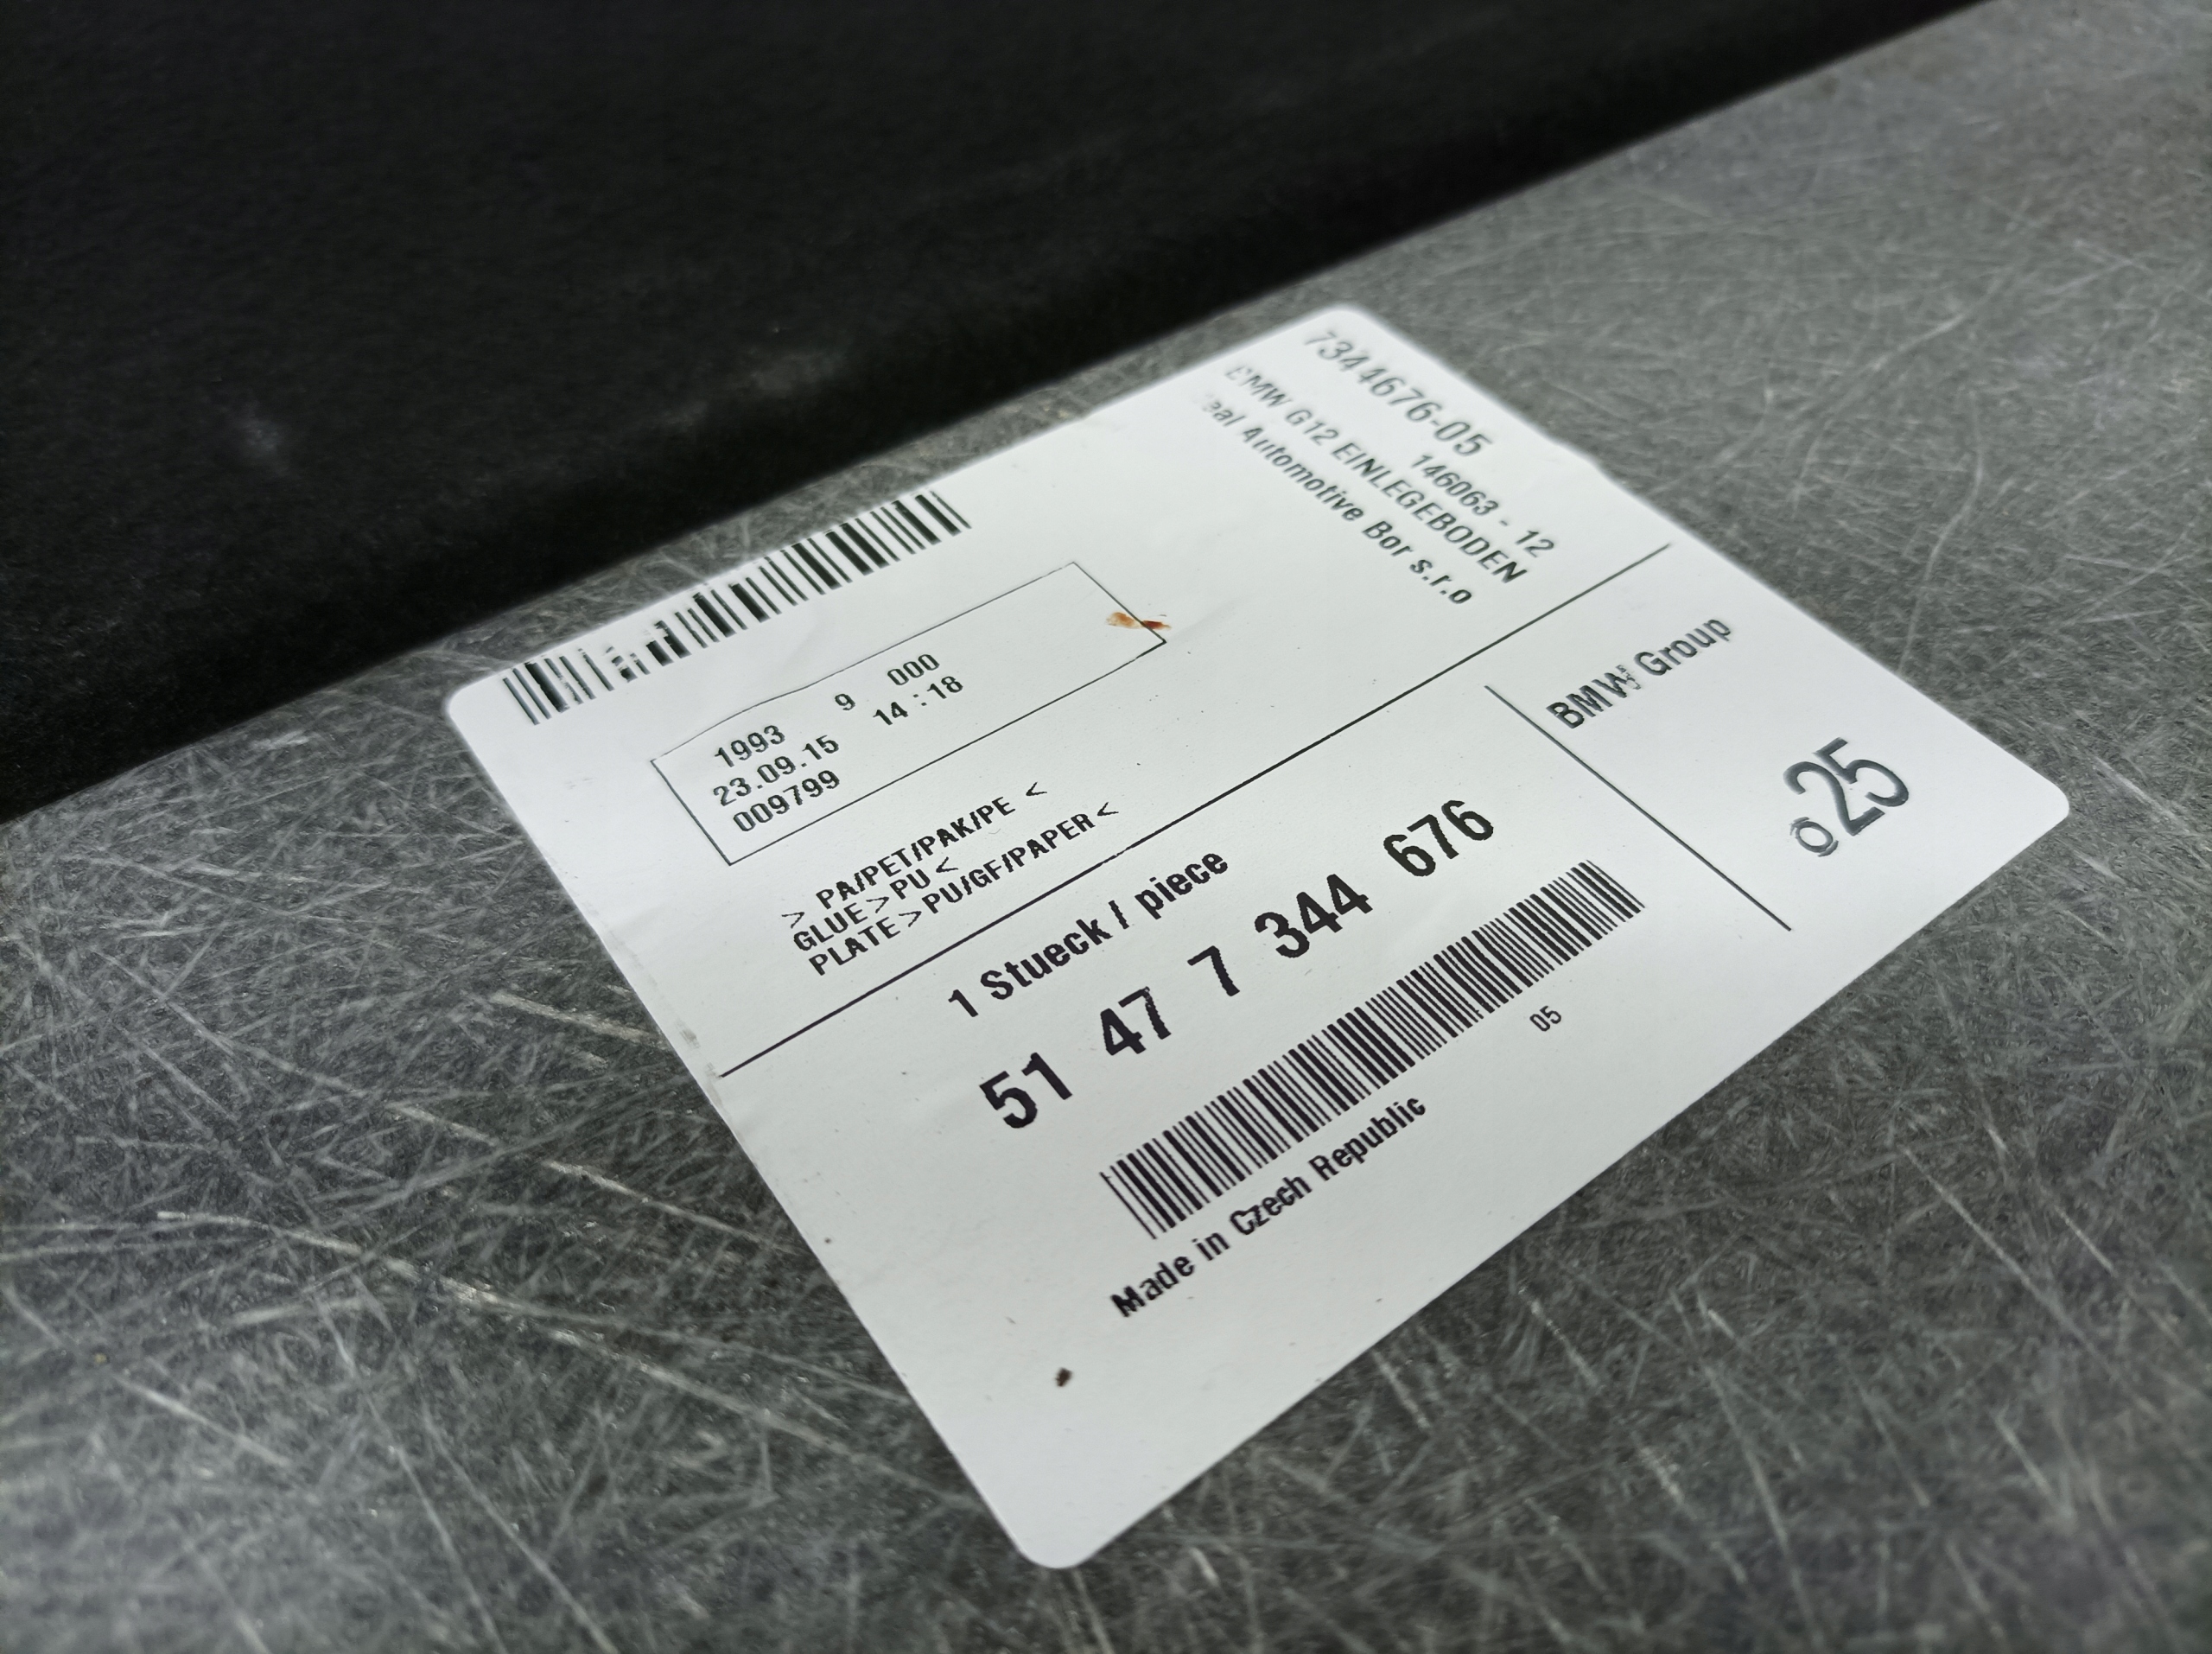 7344676-05
146063 - 12
BMW G12 EINLEGEBODEN
Automotive Bor s.r.o
1993 9 000
23.09.15 14:18
009799
> PA/PET/PAK/PE <
GLUE>PU<
PLATE>PU/GF/PAPER<
1 Stueck / piece
51 47 7 344 676
05
Made in Czech Republic
BMW Group
25